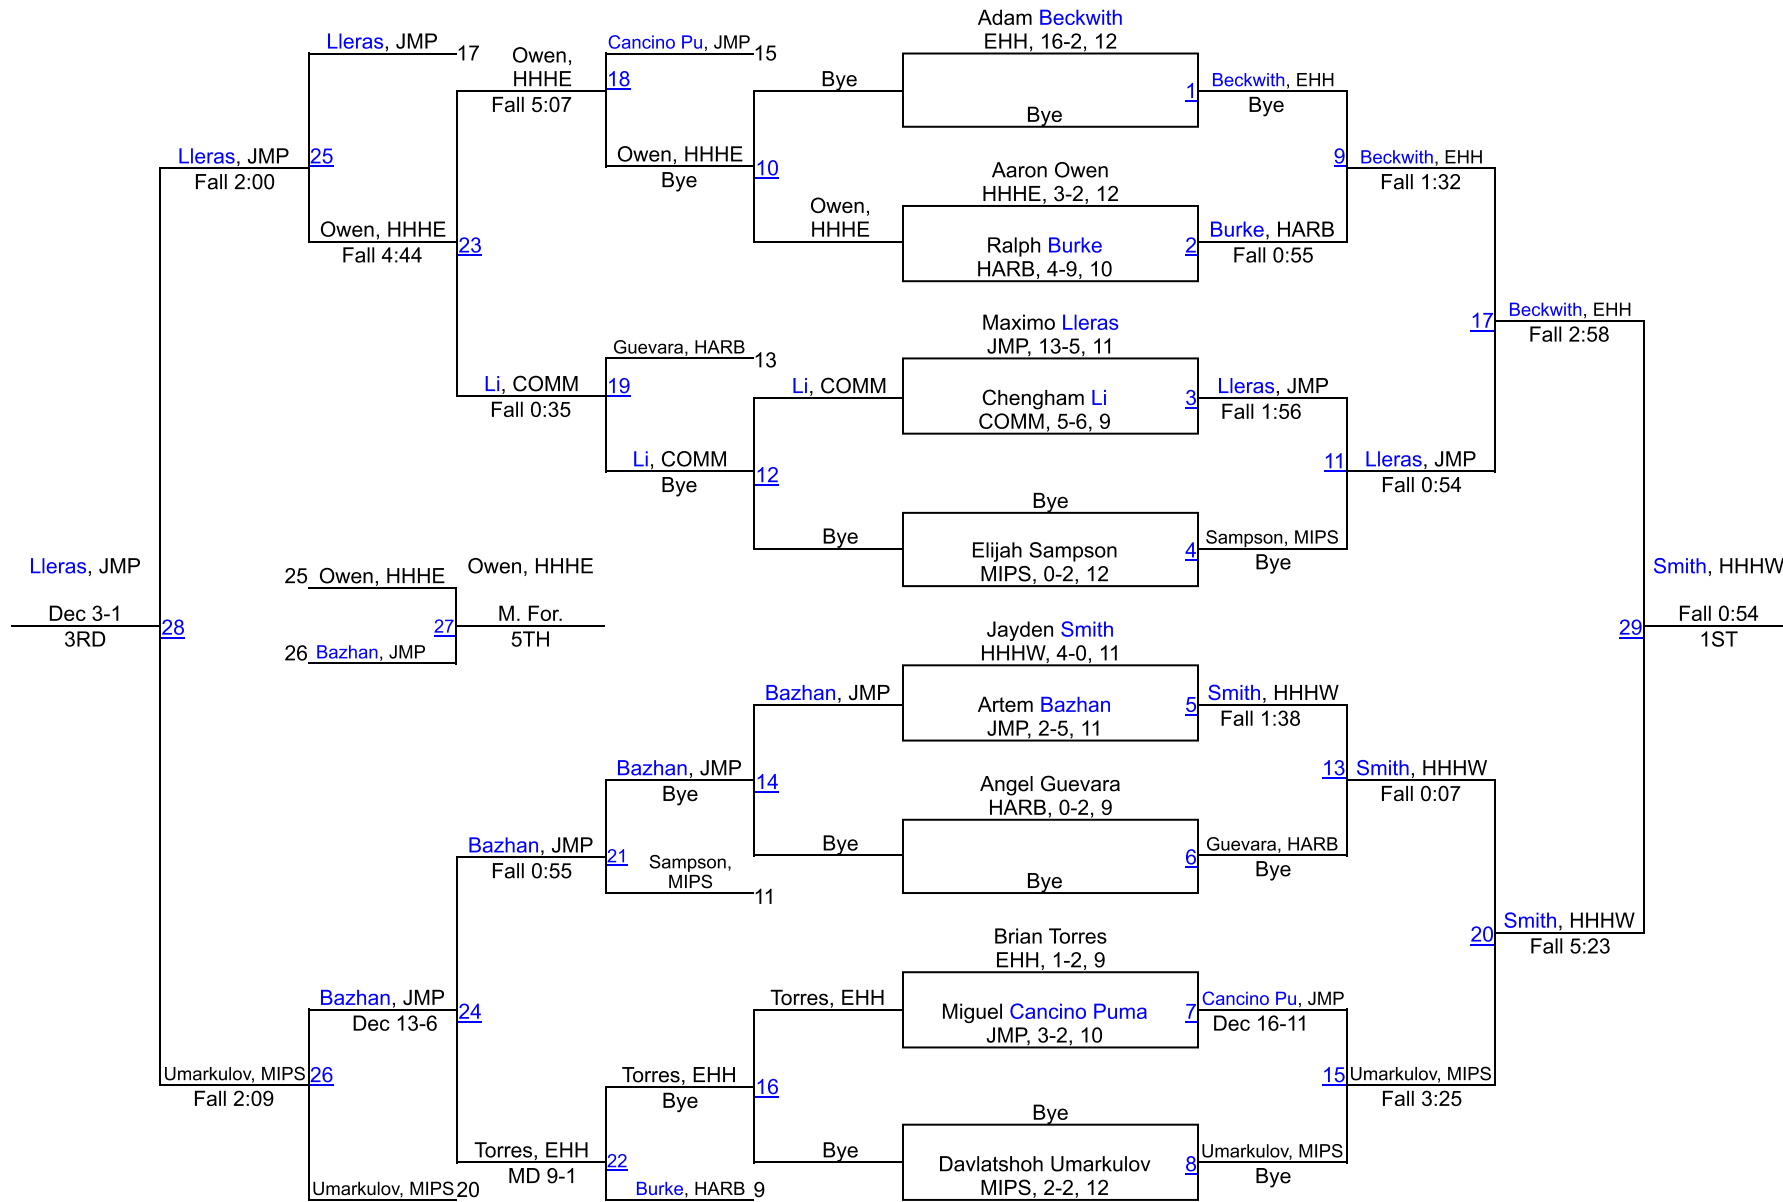 Adam Beckwith
EHH, 16-2, 12
Lleras, JMP
17
Owen,
HHHE
Fall 5:07
Cancino Pu, JMP
15
18
Bye
Bye
1
Beckwith, EHH
Bye
Lleras, JMP
Fall 2:00
25
Owen, HHHE
Bye
10
Aaron Owen
HHHE, 3-2, 12
9
Beckwith, EHH
Fall 1:32
Owen, HHHE
Fall 4:44
23
Owen,
HHHE
Ralph Burke
HARB, 4-9, 10
2
Burke, HARB
Fall 0:55
Maximo Lleras
JMP, 13-5, 11
17
Beckwith, EHH
Fall 2:58
Guevara, HARB
13
Li, COMM
Fall 0:35
19
Li, COMM
Chengham Li
COMM, 5-6, 9
3
Lleras, JMP
Fall 1:56
Li, COMM
Bye
12
11
Lleras, JMP
Fall 0:54
Bye
Bye
Elijah Sampson
MIPS, 0-2, 12
4
Sampson, MIPS
Bye
Lleras, JMP
Dec 3-1
3RD
28
25
Owen, HHHE
26
Bazhan, JMP
27
Owen, HHHE
M. For.
5TH
Smith, HHHW
Fall 0:54
1ST
29
Jayden Smith
HHHW, 4-0, 11
Bazhan, JMP
Artem Bazhan
JMP, 2-5, 11
5
Smith, HHHW
Fall 1:38
Bazhan, JMP
Bye
14
Angel Guevara
HARB, 0-2, 9
13
Smith, HHHW
Fall 0:07
Bazhan, JMP
Fall 0:55
21
Sampson,
MIPS
11
Bye
Bye
6
Guevara, HARB
Bye
Brian Torres
EHH, 1-2, 9
20
Smith, HHHW
Fall 5:23
Bazhan, JMP
Dec 13-6
24
Torres, EHH
Miguel Cancino Puma
JMP, 3-2, 10
7
Cancino Pu, JMP
Dec 16-11
Umarkulov, MIPS
Fall 2:09
26
Torres, EHH
Bye
16
15
Umarkulov, MIPS
Fall 3:25
Bye
Torres, EHH
MD 9-1
22
Bye
Davlatshoh Umarkulov
MIPS, 2-2, 12
8
Umarkulov, MIPS
Bye
Umarkulov, MIPS
20
Burke, HARB
9